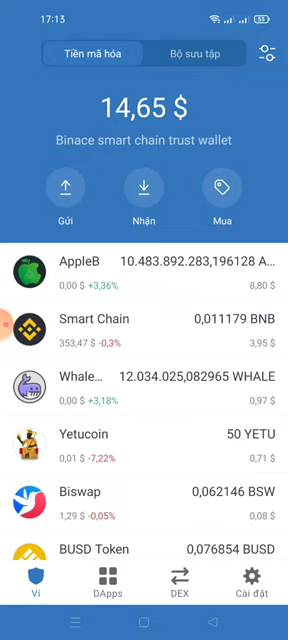 17:13
53
Tiền mã hóa
Bộ sưu tập
14,65 $
Binace smart chain trust wallet
Gửi
Nhận
Mua
AppleB 10.483.892.283,196128 A...
0,00 $ +3,36% 8,80 $
Smart Chain 0,011179 BNB
353,47 $ -0,3% 3,95 $
Whale... 12.034.025,082965 WHALE
0,00 $ +3,18% 0,97 $
Yetucoin 50 YETU
0,01 $ -7,22% 0,71 $
Biswap 0,062146 BSW
1,29 $ -0,05% 0,08 $
BUSD Token 0,076854 BUSD
Ví
DApps
DEX
Cài đặt